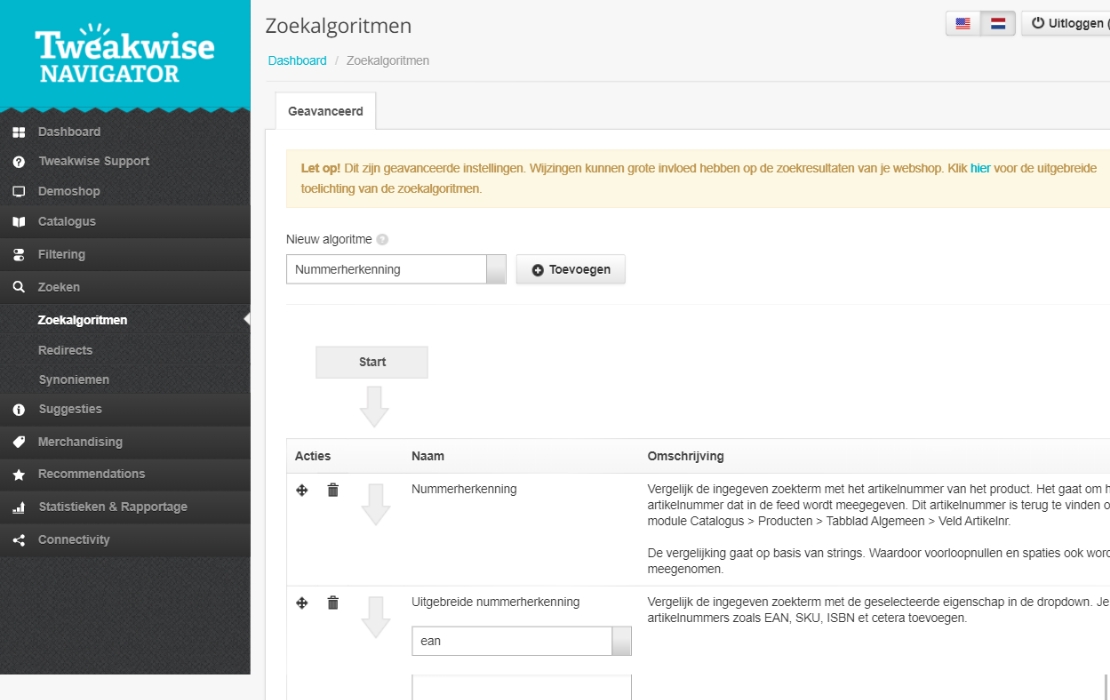 Tweakwise
NAVIGATOR
Dashboard
Tweakwise Support
Demoshop
Catalogus
Filtering
Zoeken
Zoekalgoritmen
Redirects
Synoniemen
Suggesties
Merchandising
Recommendations
Statistieken & Rapportage
Connectivity
Zoekalgoritmen
Uitloggen (
Dashboard / Zoekalgoritmen
Geavanceerd
Let op! Dit zijn geavanceerde instellingen. Wijzingen kunnen grote invloed hebben op de zoekresultaten van je webshop. Klik hier voor de uitgebreide
toelichting van de zoekalgoritmen.
Nieuw algoritme ?
Nummerherkenning
Toevoegen
Start
Acties Naam Omschrijving
Nummerherkenning
Vergelijk de ingegeven zoekterm met het artikelnummer van het product. Het gaat om
artikelnummer dat in de feed wordt meegegeven. Dit artikelnummer is terug te vinden
module Catalogus > Producten > Tabblad Algemeen > Veld Artikelnr.
De vergelijking gaat op basis van strings. Waardoor voorloopnullen en spaties ook
meegenomen.
Uitgebreide nummerherkenning
ean
Vergelijk de ingegeven zoekterm met de geselecteerde eigenschap in de dropdown. Je
artikelnummers zoals EAN, SKU, ISBN et cetera toevoegen.